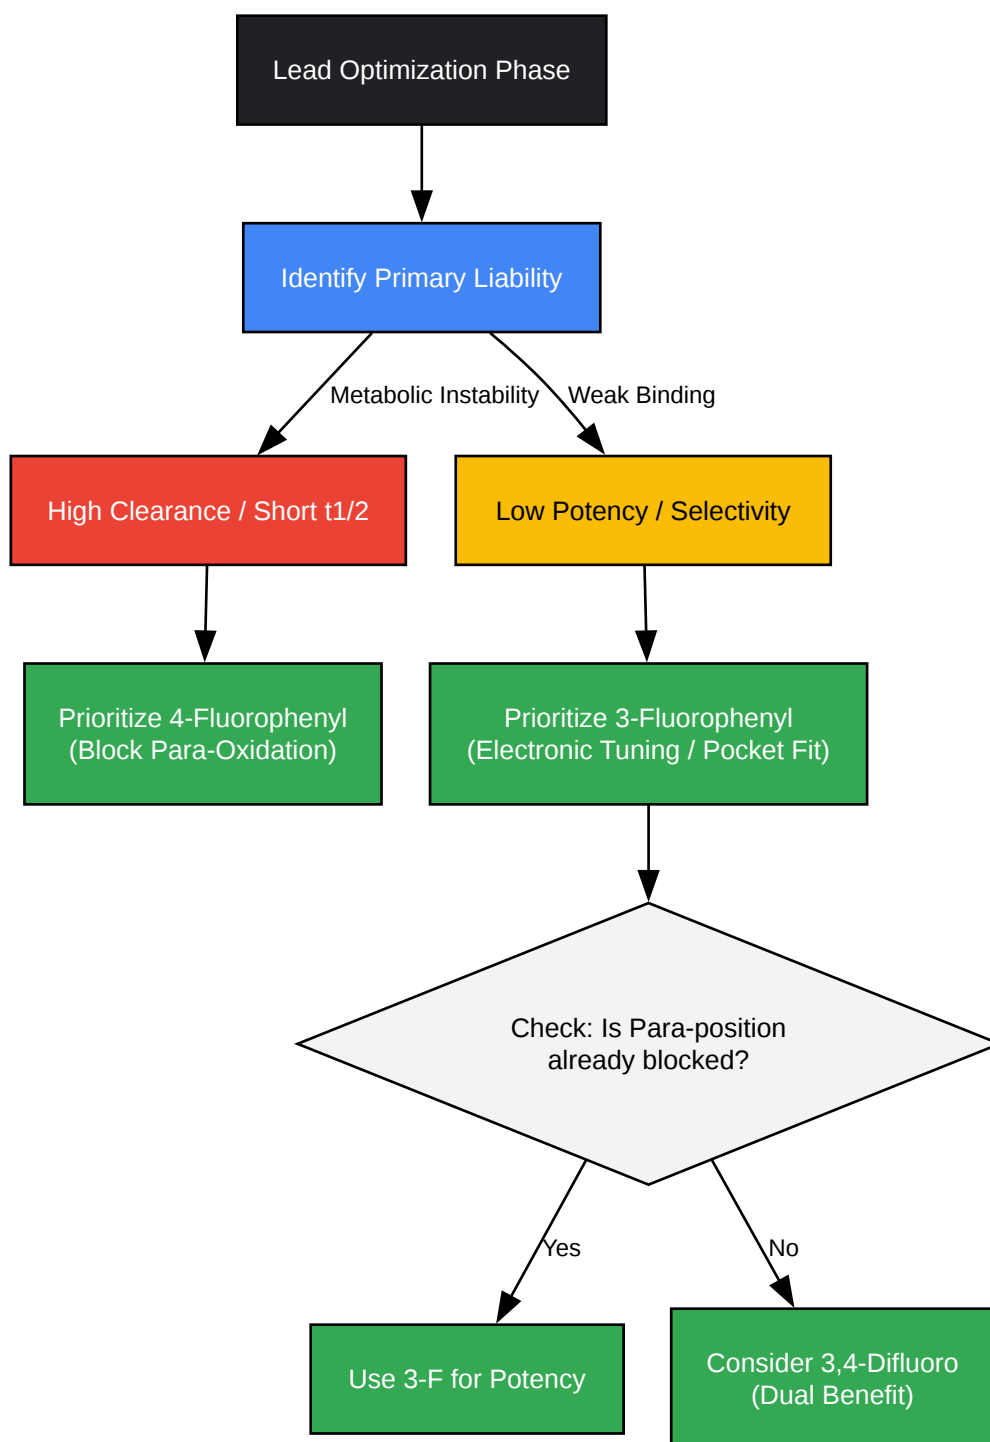 Lead Optimization Phase
Identify Primary Liability
Metabolic Instability
Weak Binding
High Clearance / Short t1/2
Low Potency / Selectivity
Prioritize 4-Fluorophenyl
(Block Para-Oxidation)
Prioritize 3-Fluorophenyl
(Electronic Tuning / Pocket Fit)
Check: Is Para-position
already blocked?
Yes
No
Use 3-F for Potency
Consider 3,4-Difluoro
(Dual Benefit)